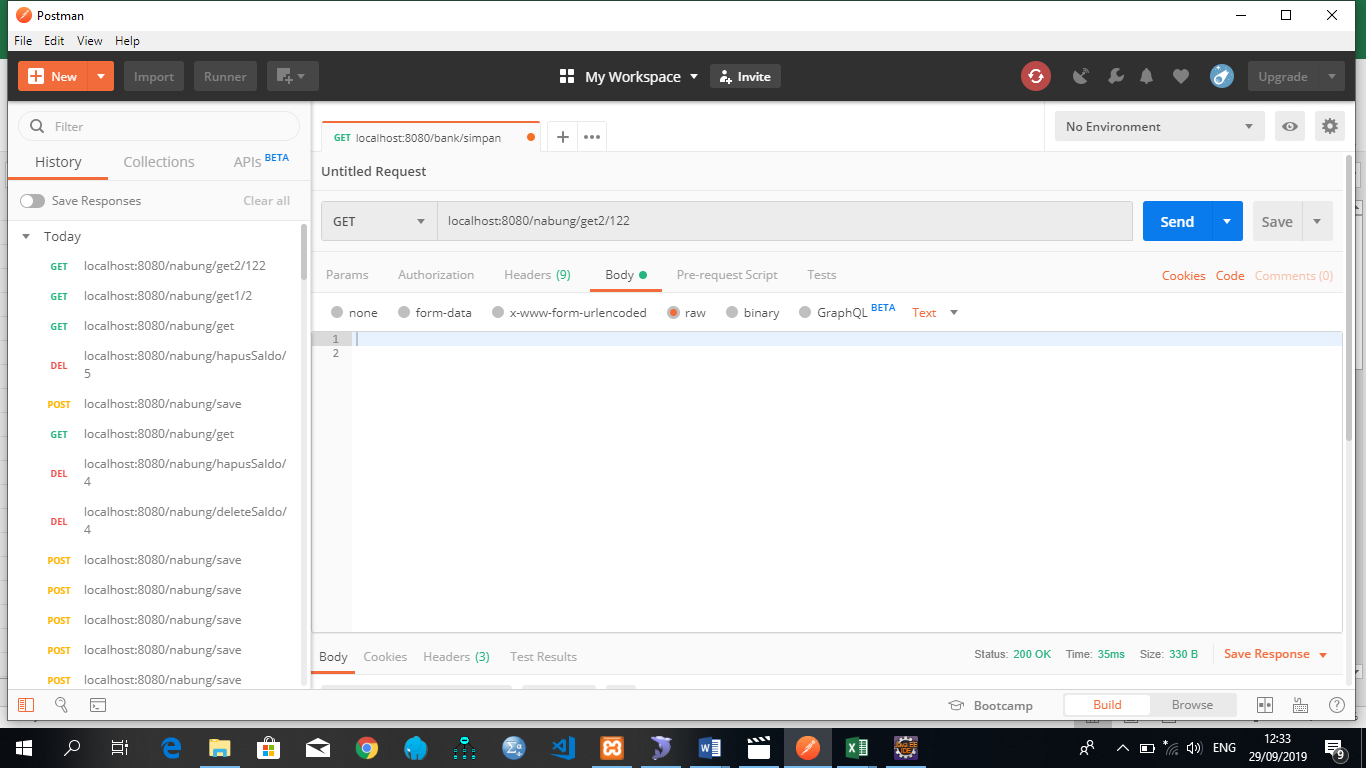 Postman
File Edit View Help
New Import Runner My Workspace Invite Upgrade
Filter
History Collections APIs BETA
Save Responses Clear all
Today
GET localhost:8080/nabung/get2/122
GET localhost:8080/nabung/get1/2
GET localhost:8080/nabung/get
DEL localhost:8080/nabung/hapusSaldo/
5
POST localhost:8080/nabung/save
GET localhost:8080/nabung/get
DEL localhost:8080/nabung/hapusSaldo/
4
DEL localhost:8080/nabung/deleteSaldo/
4
POST localhost:8080/nabung/save
POST localhost:8080/nabung/save
POST localhost:8080/nabung/save
POST localhost:8080/nabung/save
POST localhost:8080/nabung/save
GET localhost:8080/bank/simpan
No Environment
Untitled Request
GET localhost:8080/nabung/get2/122 Send Save
Params Authorization Headers (9) Body Pre-request Script Tests Cookies Code Comments (0)
none form-data x-www-form-urlencoded raw binary GraphQL BETA Text
1
2
Body Cookies Headers (3) Test Results Status: 200 OK Time: 35ms Size: 330 B Save Response
Bootcamp Build Browse
ENG 12:33
29/09/2019
9